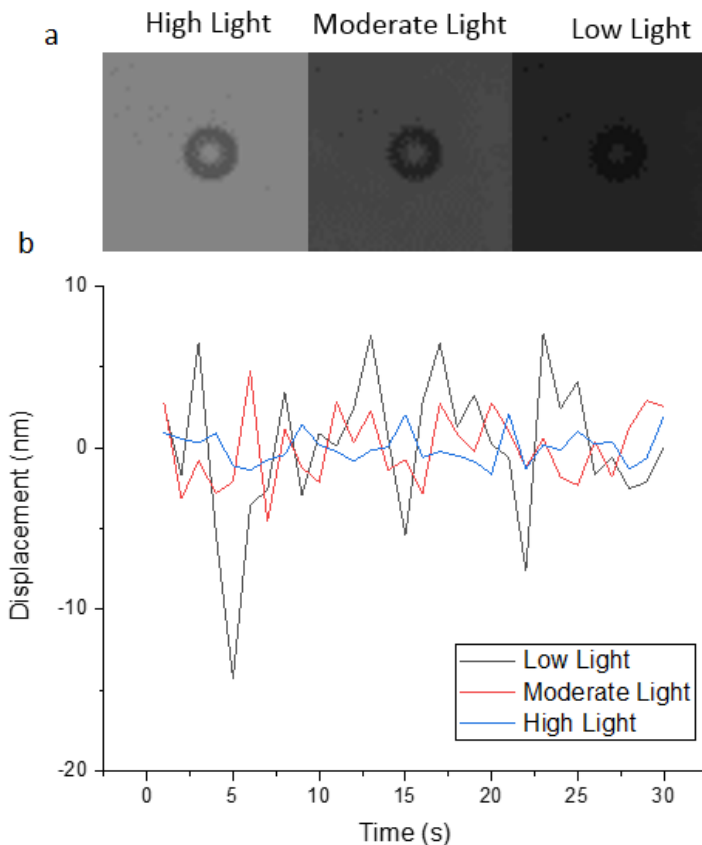 a
High Light Moderate Light Low Light
b
10
0
-10
-20
Displacement (nm)
Low Light
Moderate Light
High Light
0 5 10 15 20 25 30
Time (s)